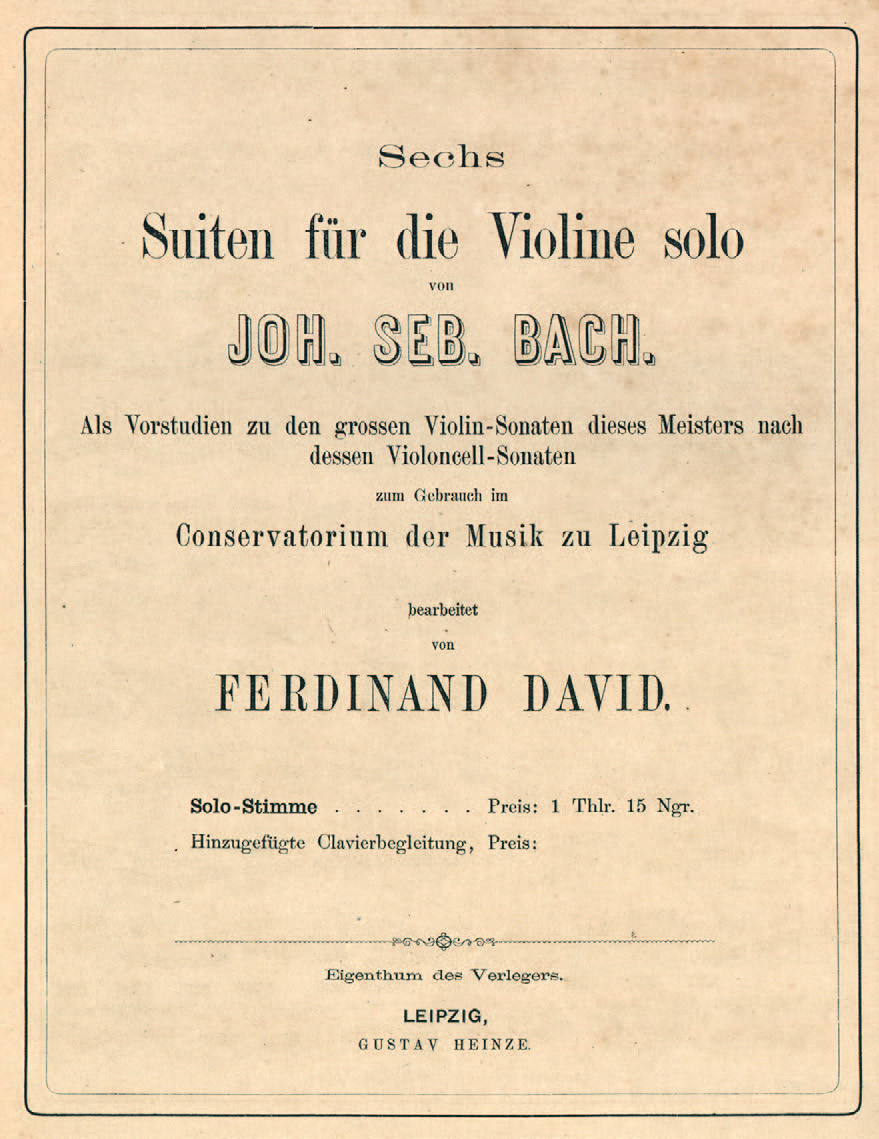 Sechs
Suiten für die Violine solo
von
JOH. SEB. BACH.
Als Vorstudien zu den grossen Violin-Sonaten dieses Meisters nach
dessen Violoncell-Sonaten
zum Gebrauch im
Conservatorium der Musik zu Leipzig
bearbeitet
von
FERDINAND DAVID.
Solo-Stimme . . . . . . . Preis: 1 Thlr. 15 Ngr.
Hinzugefügte Clavierbegleitung, Preis:
Eigenthum des Verlegers.
LEIPZIG,
GUSTAV HEINZE.